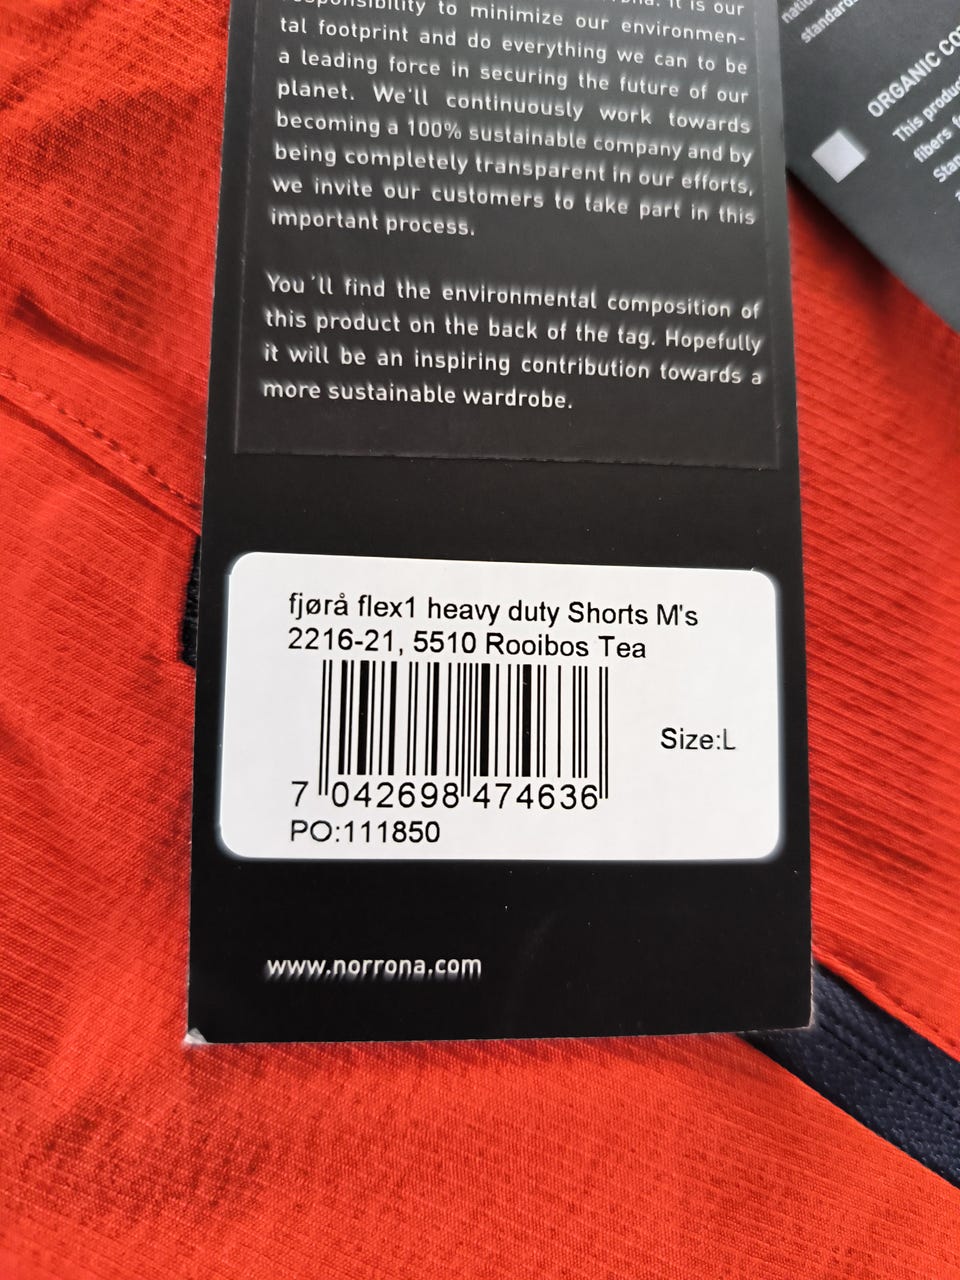 It is our
responsibility to minimize our environmen-
tal footprint and do everything we can to be
a leading force in securing the future of our
planet. We'll continuously work towards
becoming a 100% sustainable company and by
being completely transparent in our efforts,
we invite our customers to take part in this
important process.
You'll find the environmental composition of
this product on the back of the tag. Hopefully
it will be an inspiring contribution towards a
more sustainable wardrobe.
fjørå flex1 heavy duty Shorts M's
2216-21, 5510 Rooibos Tea
Size:L
7 042698 474636
PO:111850
www.norrona.com
standards
ORGANIC
This
fibers